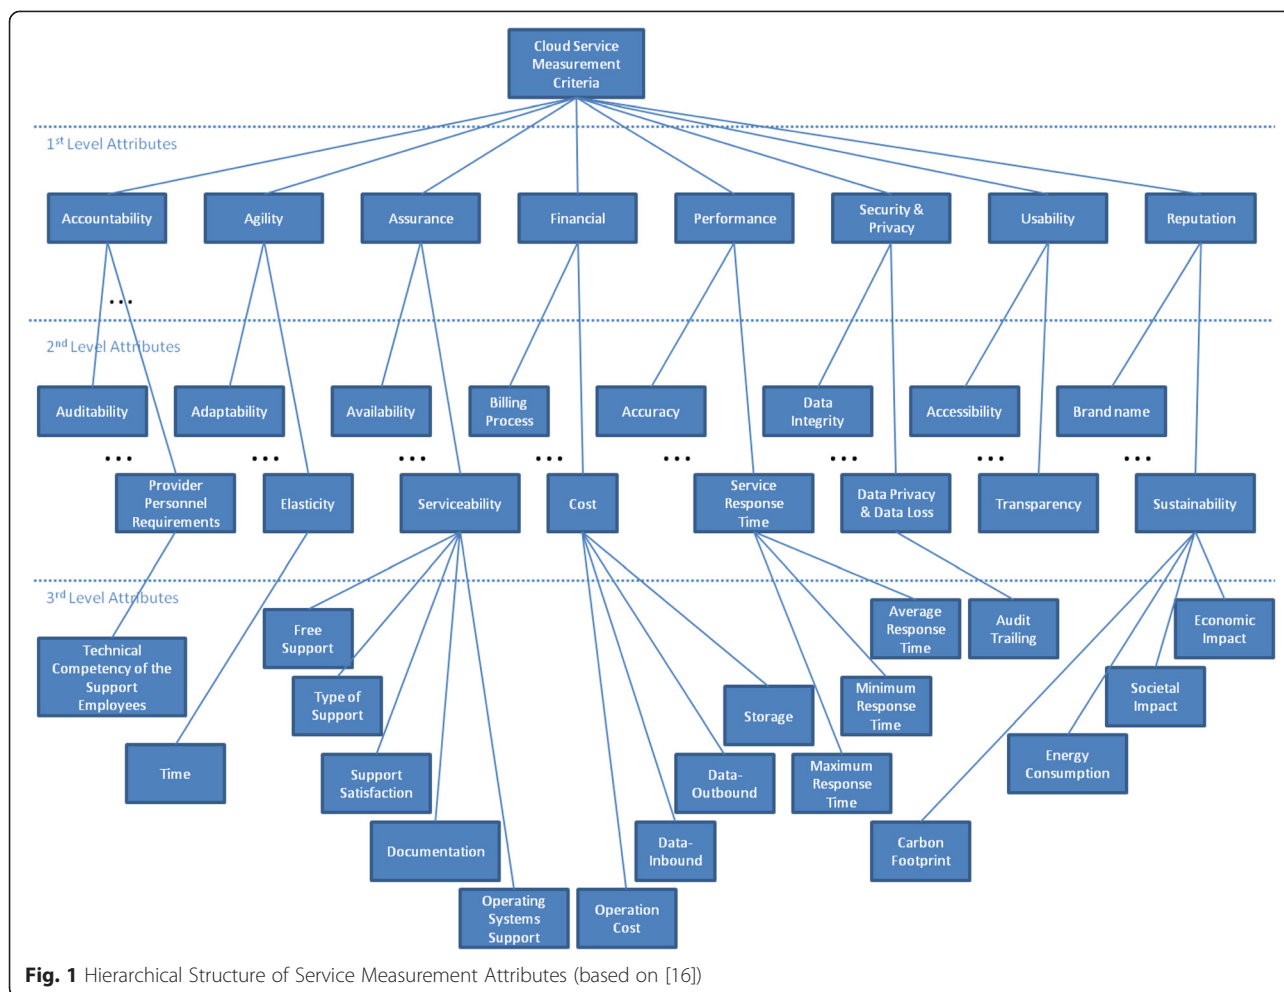 Cloud Service
Measurement
Criteria
1st Level Attributes
Accountability
Agility
Assurance
Financial
Performance
Security &
Privacy
Usability
Reputation
...
2nd Level Attributes
Auditability
Adaptability
Availability
Billing
Process
Accuracy
Data
Integrity
Accessibility
Brand name
... ... ... ... ... ... ... ...
Provider
Personnel
Requirements
Elasticity
Serviceability
Cost
Service
Response
Time
Data Privacy
& Data Loss
Transparency
Sustainability
3rd Level Attributes
Technical
Competency of the
Support
Employees
Time
Free
Support
Type of
Support
Support
Satisfaction
Documentation
Operating
Systems
Support
Operation
Cost
Data-
Inbound
Data-
Outbound
Storage
Maximum
Response
Time
Minimum
Response
Time
Average
Response
Time
Audit
Trailing
Carbon
Footprint
Energy
Consumption
Societal
Impact
Economic
Impact
Fig. 1 Hierarchical Structure of Service Measurement Attributes (based on [16])